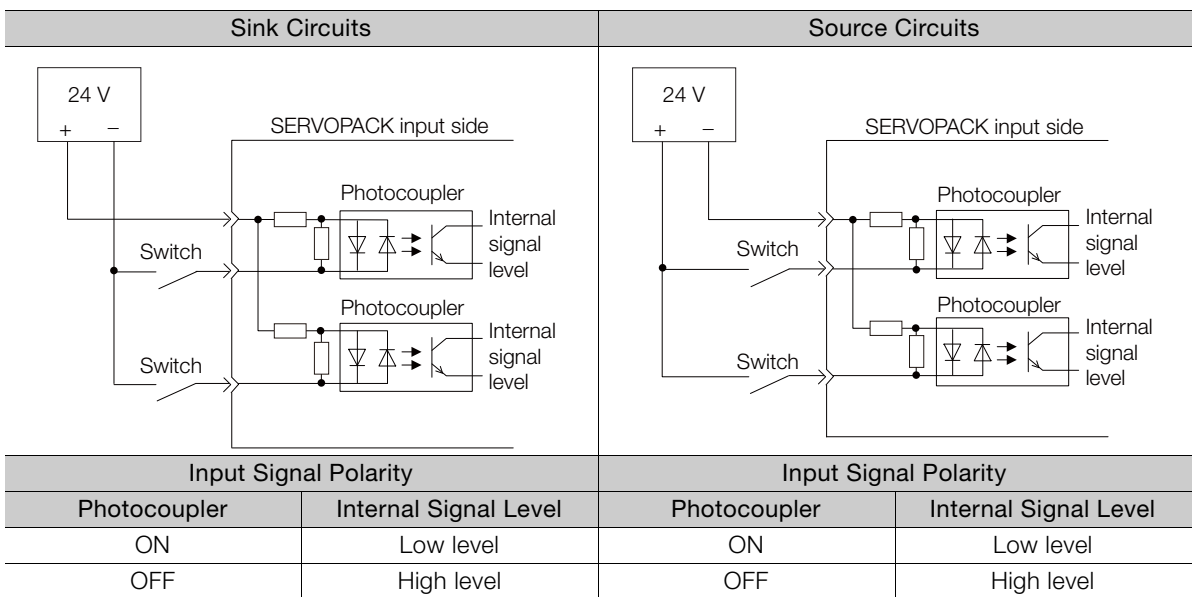 Sink Circuits
Source Circuits
24 V
+ −
SERVOPACK input side
Photocoupler
Internal
signal
level
Switch
Photocoupler
Internal
signal
level
Switch
24 V
+ −
SERVOPACK input side
Photocoupler
Internal
signal
level
Switch
Photocoupler
Internal
signal
level
Switch
Input Signal Polarity
Input Signal Polarity
Photocoupler
Internal Signal Level
Photocoupler
Internal Signal Level
ON
Low level
ON
Low level
OFF
High level
OFF
High level